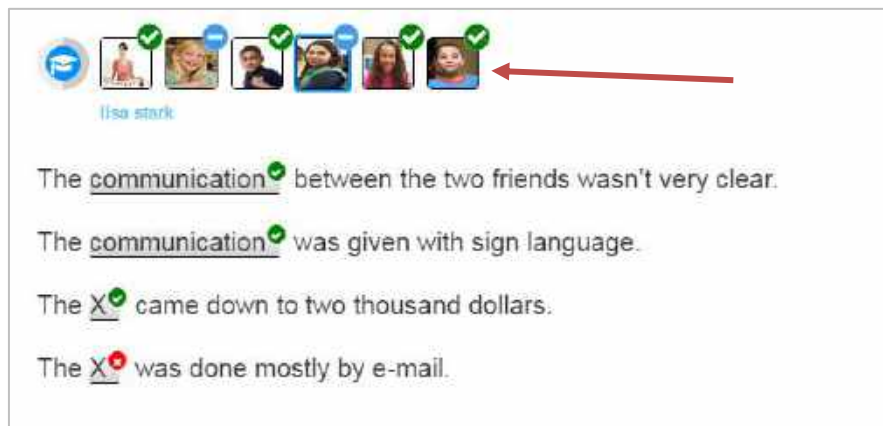 lisa stark
The communication between the two friends wasn't very clear.
The communication was given with sign language.
The X came down to two thousand dollars.
The X was done mostly by e-mail.